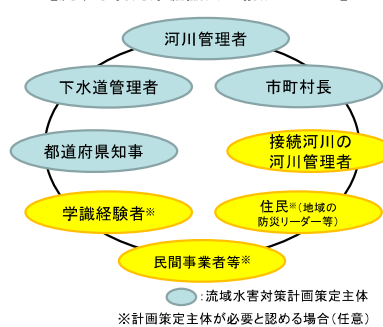 河川管理者
下水道管理者
市町村長
都道府県知事
接続河川の
河川管理者
学識経験者※
住民※(地域の
防災リーダー等)
民間事業者等※
:流域水害対策計画策定主体
※計画策定主体が必要と認める場合(任意)